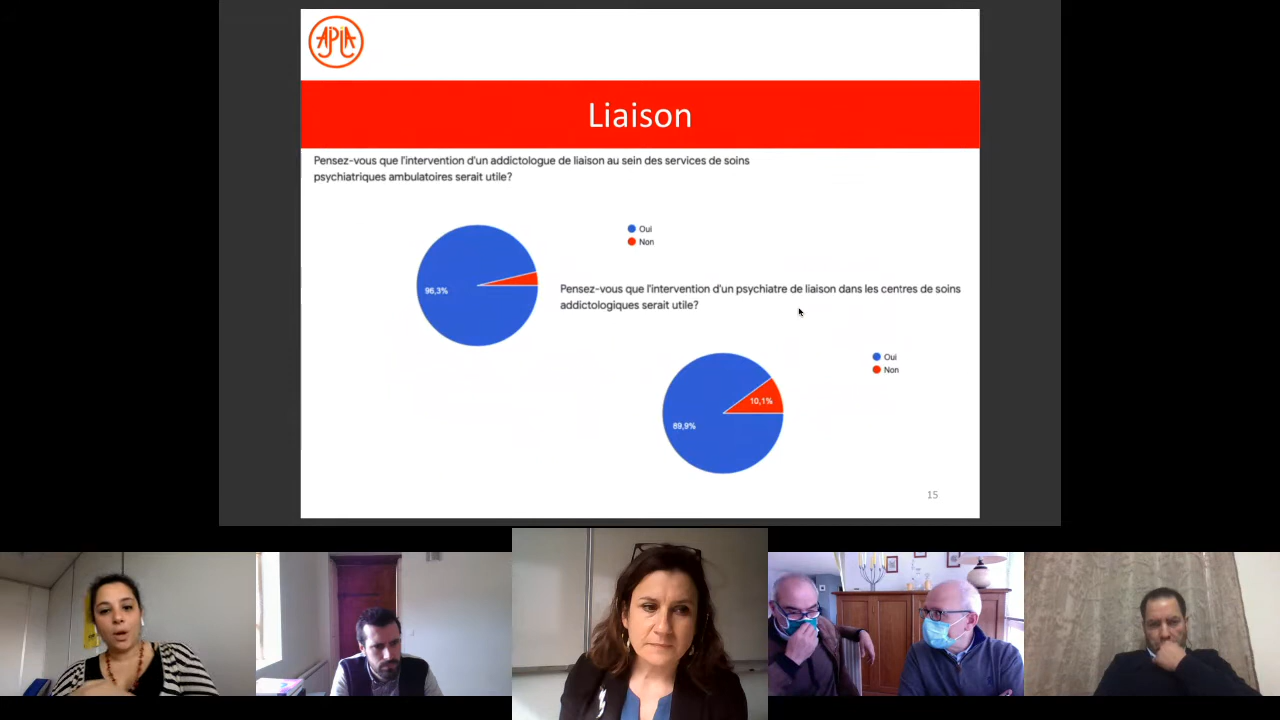 AJPJA
Liaison
Pensez-vous que l'intervention d'un addictologue de liaison au sein des services de soins
psychiatriques ambulatoires serait utile?
Oui
Non
96,3%
Pensez-vous que l'intervention d'un psychiatre de liaison dans les centres de soins
addictologiques serait utile?
Oui
Non
10,1%
89,9%
15